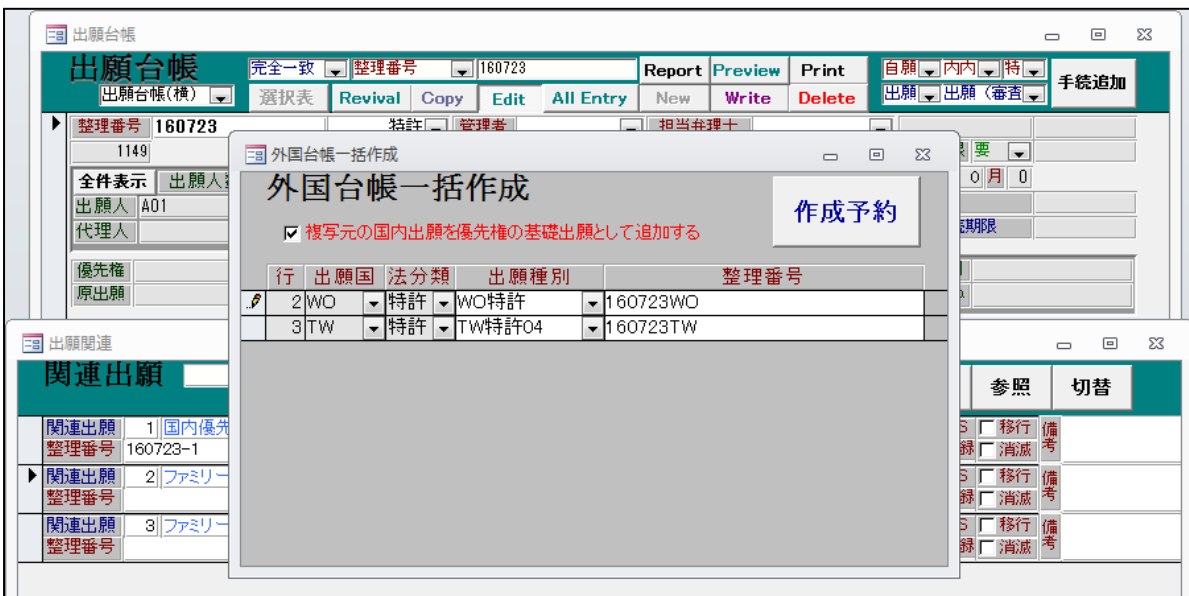 出願台帳
出願台帳 完全一致 整理番号 160723 Report Preview Print 自願 内内 特 手続追加
出願台帳(横) 選択表 Revival Copy Edit All Entry New Write Delete 出願 出願（審査
整理番号 160723 特許 管理者 担当弁理士
1149 要
全件表示 出願人 0 月 0
出願人 A01
代理人 期限
優先権
原出願
外国台帳一括作成
外国台帳一括作成 作成予約
複写元の国内出願を優先権の基礎出願として追加する
行 出願国 法分類 出願種別 整理番号
2 WO 特許 WO特許 160723WO
3 TW 特許 TW特許04 160723TW
出願関連
関連出願 参照 切替
関連出願 1 国内優先 移行 備考
整理番号 160723-1 消滅
関連出願 2 ファミリー 移行 備考
整理番号 消滅
関連出願 3 ファミリー 移行 備考
整理番号 消滅